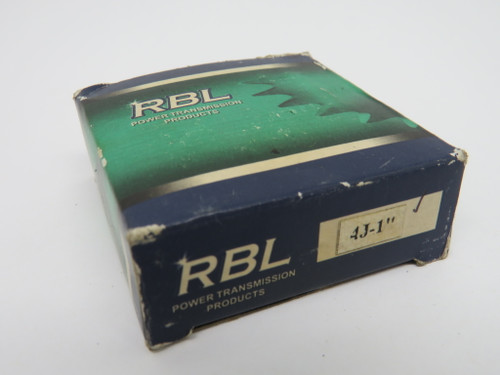 RBL
POWER TRANSMISSION
PRODUCTS
RBL
POWER TRANSMISSION
PRODUCTS
4J-1"